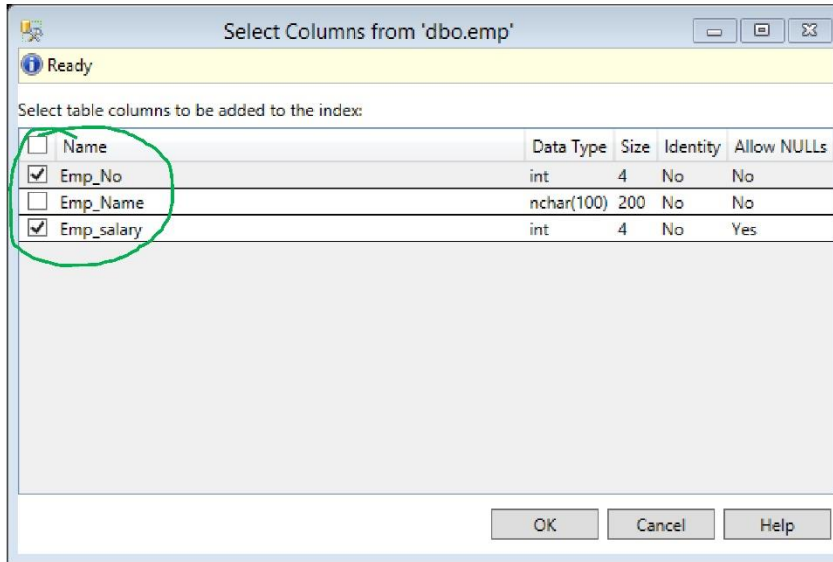 Select Columns from 'dbo.emp'
Ready
Select table columns to be added to the index:
Name Data Type Size Identity Allow NULLs
Emp_No int 4 No No
Emp_Name nchar(100) 200 No No
Emp_salary int 4 No Yes
OK Cancel Help